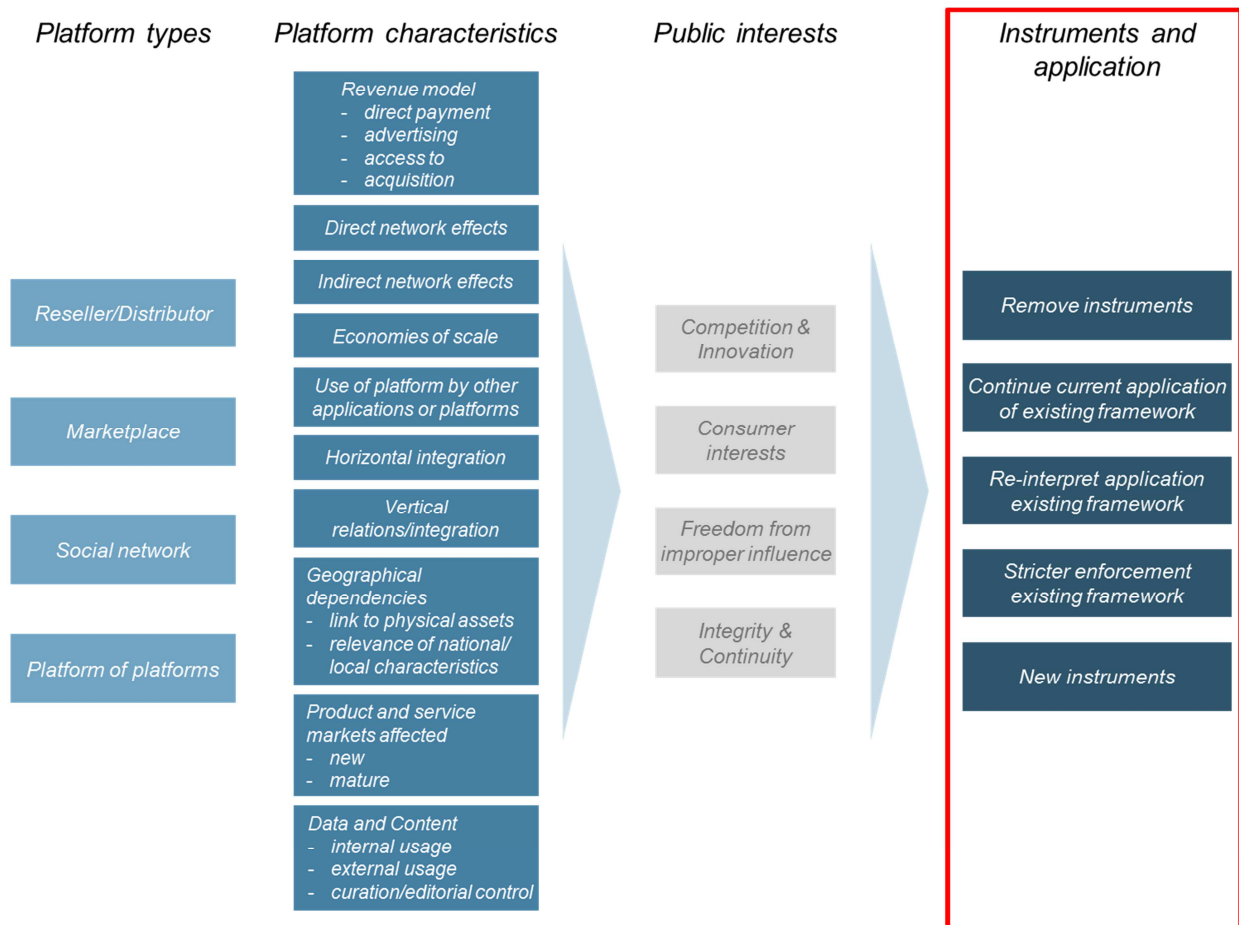 Platform types
Reseller/Distributor
Marketplace
Social network
Platform of platforms
Platform characteristics
Revenue model
- direct payment
- advertising
- access to
- acquisition
Direct network effects
Indirect network effects
Economies of scale
Use of platform by other
applications or platforms
Horizontal integration
Vertical
relations/integration
Geographical
dependencies
- link to physical assets
- relevance of national/
local characteristics
Product and service
markets affected
- new
- mature
Data and Content
- internal usage
- external usage
- curation/editorial control
Public interests
Competition &
Innovation
Consumer
interests
Freedom from
improper influence
Integrity &
Continuity
Instruments and
application
Remove instruments
Continue current application
of existing framework
Re-interpret application
existing framework
Stricter enforcement
existing framework
New instruments